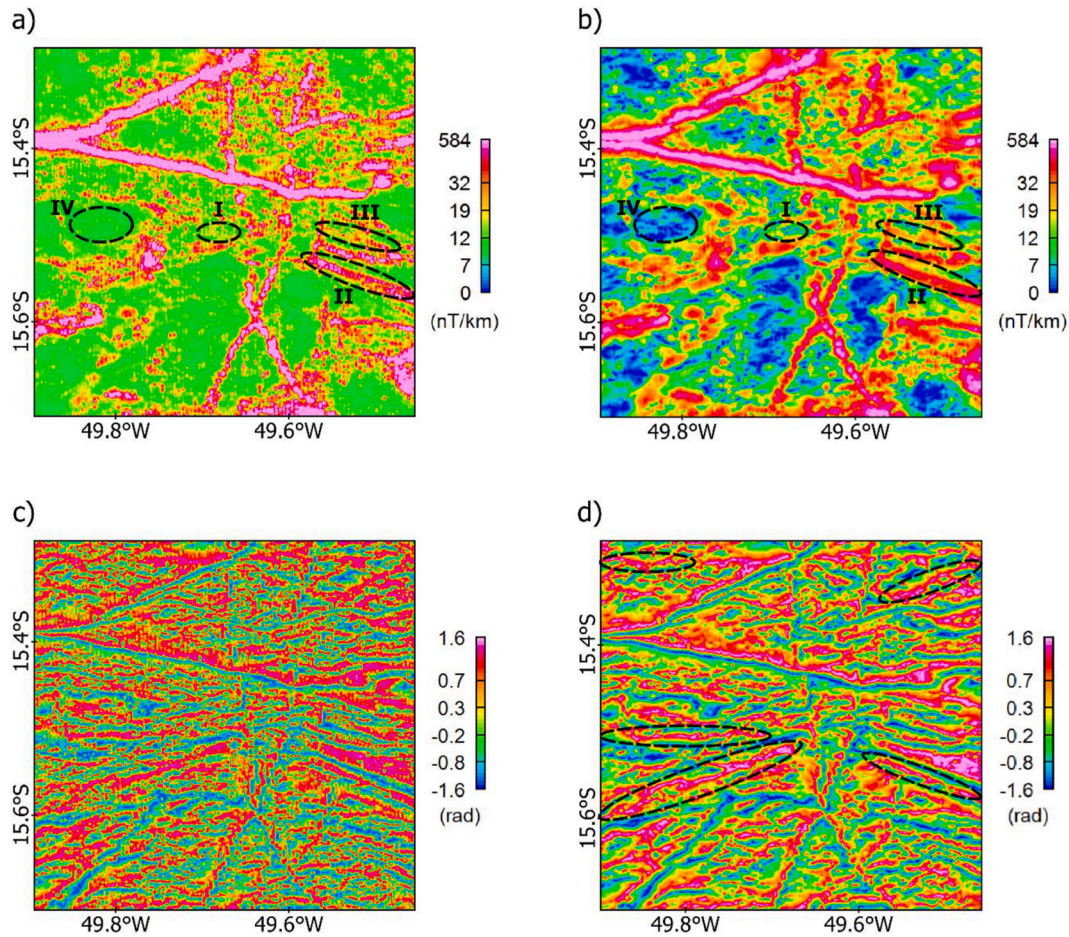 a)
b)
15.4°S
15.6°S
49.8°W
49.6°W
IV
I
III
II
584
32
19
12
7
0
(nT/km)
15.4°S
15.6°S
49.8°W
49.6°W
IV
I
III
II
584
32
19
12
7
0
(nT/km)
c)
d)
15.4°S
15.6°S
49.8°W
49.6°W
1.6
0.7
0.3
-0.2
-0.8
-1.6
(rad)
15.4°S
15.6°S
49.8°W
49.6°W
1.6
0.7
0.3
-0.2
-0.8
-1.6
(rad)